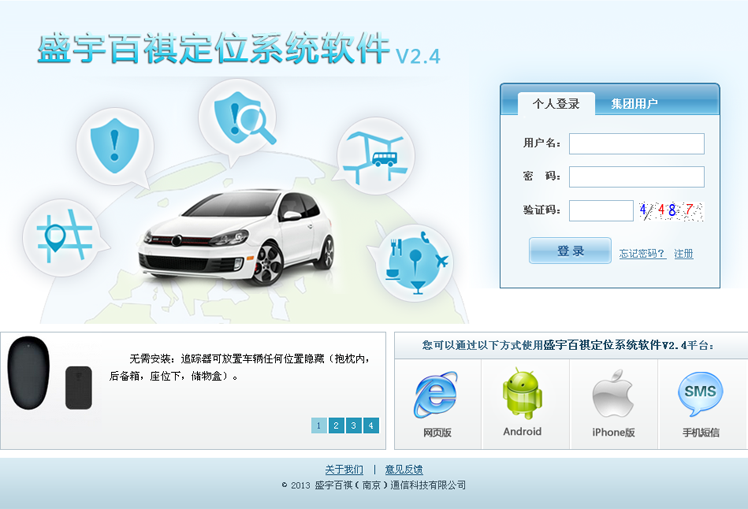 盛宇百祺定位系统软件 V2.4
个人登录 集团用户
用户名：
密 码：
验证码： 4 4 8 7
登 录 忘记密码? 注册
无需安装：追踪器可放置车辆任何位置隐藏（抱枕内，
后备箱，座位下，储物盒）。
1 2 3 4
您可以通过以下方式使用盛宇百祺定位系统软件V2.4平台：
SMS
网页版 Android iPhone版 手机短信
关于我们 | 意见反馈
© 2013 盛宇百祺（南京）通信科技有限公司